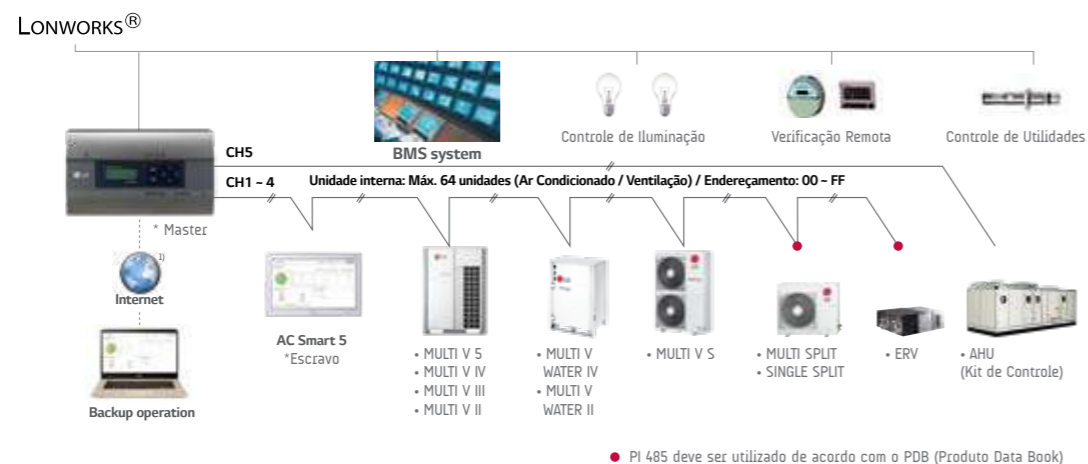 LONWORKS®
Controle de Iluminação
Verificação Remota
Controle de Utilidades
BMS system
CH5
CH1 ~ 4
Unidade interna: Máx. 64 unidades (Ar Condicionado / Ventilação) / Endereçamento: 00 ~ FF
* Master
1)
Internet
Backup operation
AC Smart 5
*Escravo
• MULTI V 5
• MULTI V IV
• MULTI V III
• MULTI V II
• MULTI V
WATER IV
• MULTI V
WATER II
• MULTI V S
• MULTI SPLIT
• SINGLE SPLIT
• ERV
• AHU
(Kit de Controle)
PI 485 deve ser utilizado de acordo com o PDB (Produto Data Book)